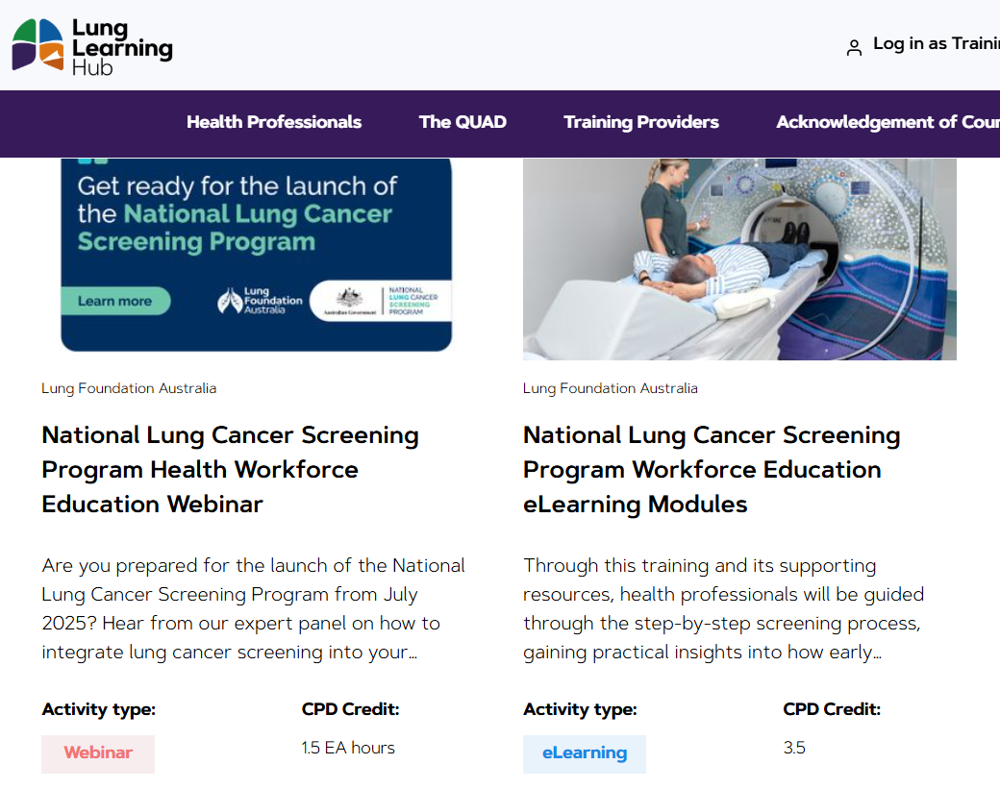 Lung
Learning
Hub
Log in as
Health Professionals
The QUAD
Training Providers
Acknowledgement of
Get ready for the launch of
the National Lung Cancer
Screening Program
Learn more
Lung
Foundation
Australia
Australian Government
NATIONAL
LUNG CANCER
SCREENING
PROGRAM
Lung Foundation Australia
National Lung Cancer Screening
Program Health Workforce
Education Webinar
Are you prepared for the launch of the National
Lung Cancer Screening Program from July
2025? Hear from our expert panel on how to
integrate lung cancer screening into your…
Activity type:
CPD Credit:
Webinar
1.5 EA hours
Lung Foundation Australia
National Lung Cancer Screening
Program Workforce Education
eLearning Modules
Through this training and its supporting
resources, health professionals will be guided
through the step-by-step screening process,
gaining practical insights into how early…
Activity type:
CPD Credit:
eLearning
3.5